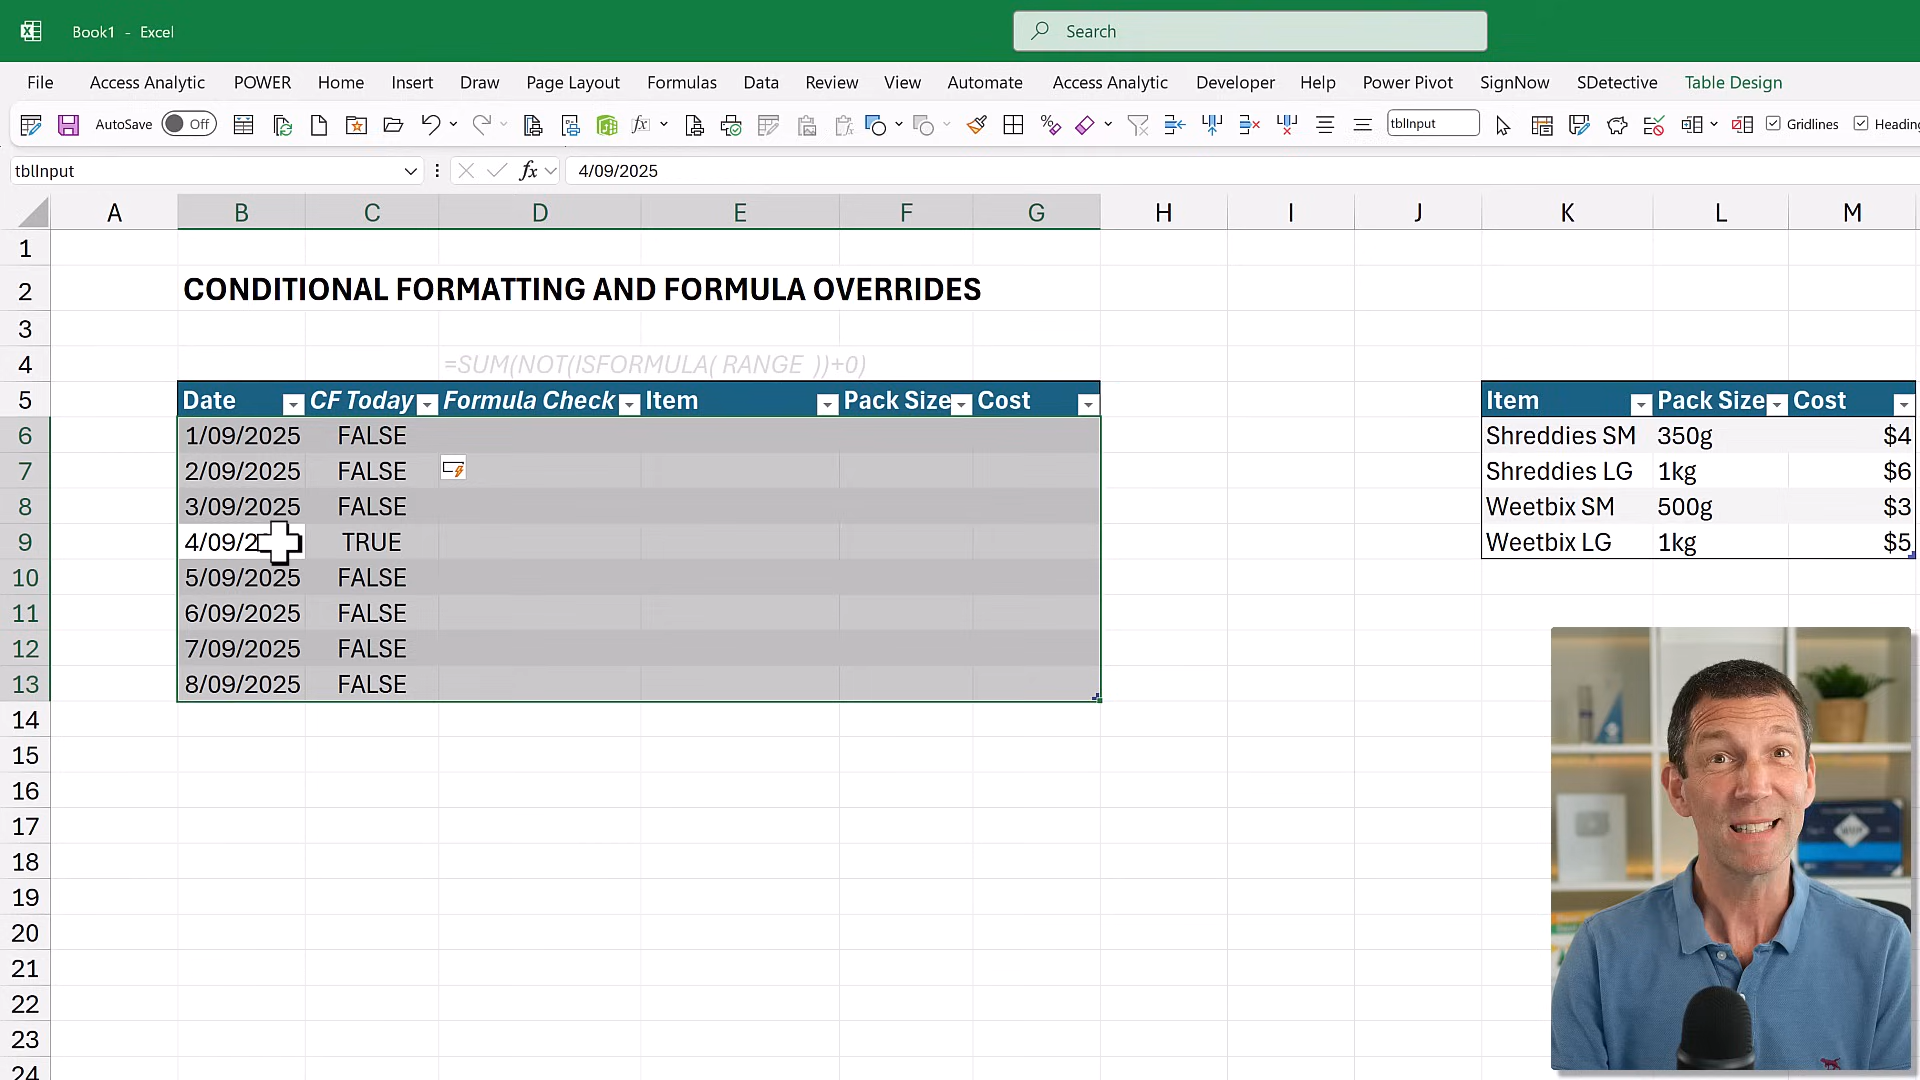 Book1 - Excel
Search
File Access Analytic POWER Home Insert Draw Page Layout Formulas Data Review View Automate Access Analytic Developer Help Power Pivot SignNow SDetective Table Design
AutoSave Off tblInput Gridlines Heading
tblInput fx 4/09/2025
A B C D E F G H I J K L M
1
2 CONDITIONAL FORMATTING AND FORMULA OVERRIDES
3
4 =SUM(NOT(ISFORMULA( RANGE ))+0)
5 Date CF Today Formula Check Item Pack Size Cost Item Pack Size Cost
6 1/09/2025 FALSE Shreddies SM 350g $4
7 2/09/2025 FALSE Shreddies LG 1kg $6
8 3/09/2025 FALSE Weetbix SM 500g $3
9 4/09/2 TRUE Weetbix LG 1kg $5
10 5/09/2025 FALSE
11 6/09/2025 FALSE
12 7/09/2025 FALSE
13 8/09/2025 FALSE
14
15
16
17
18
19
20
21
22
23
24